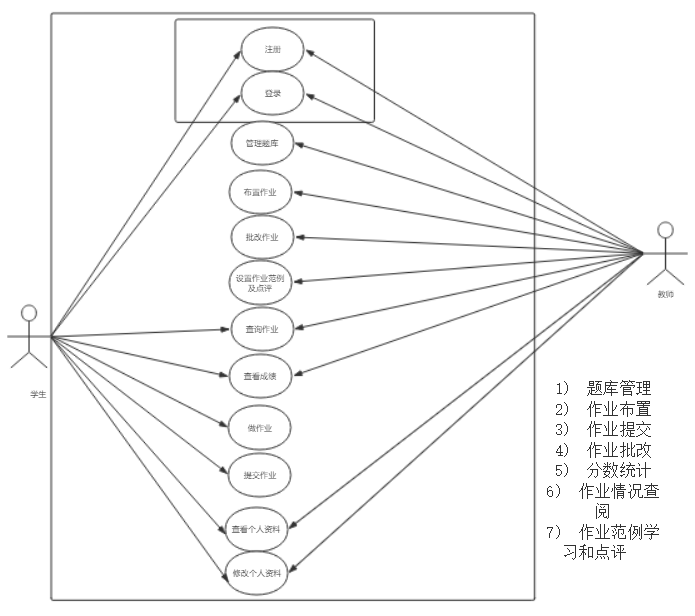 注册
登录
管理题库
布置作业
批改作业
设置作业范例
及点评
查询作业
查看成绩
做作业
提交作业
查看个人资料
修改个人资料
学生
教师
1) 题库管理
2) 作业布置
3) 作业提交
4) 作业批改
5) 分数统计
6) 作业情况查
阅
7) 作业范例学
习和点评